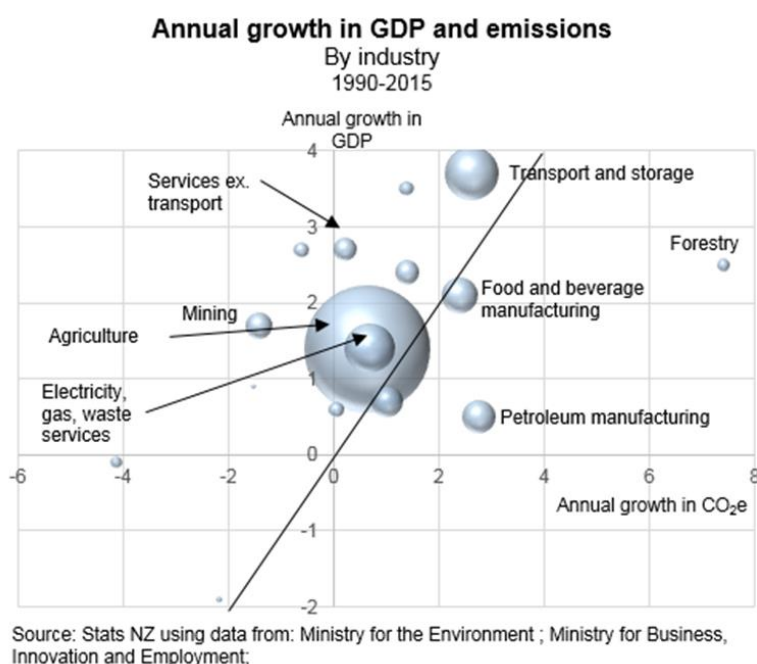 Annual growth in GDP and emissions
By industry
1990-2015
Annual growth in
GDP
4
Services ex.
transport
Transport and storage
3
Forestry
Food and beverage
manufacturing
2
Mining
Agriculture
1
Electricity,
gas, waste
services
Petroleum manufacturing
0
-6
-4
-2
0
2
4
6
8
Annual growth in CO₂e
-1
-2
Source: Stats NZ using data from: Ministry for the Environment ; Ministry for Business,
Innovation and Employment;